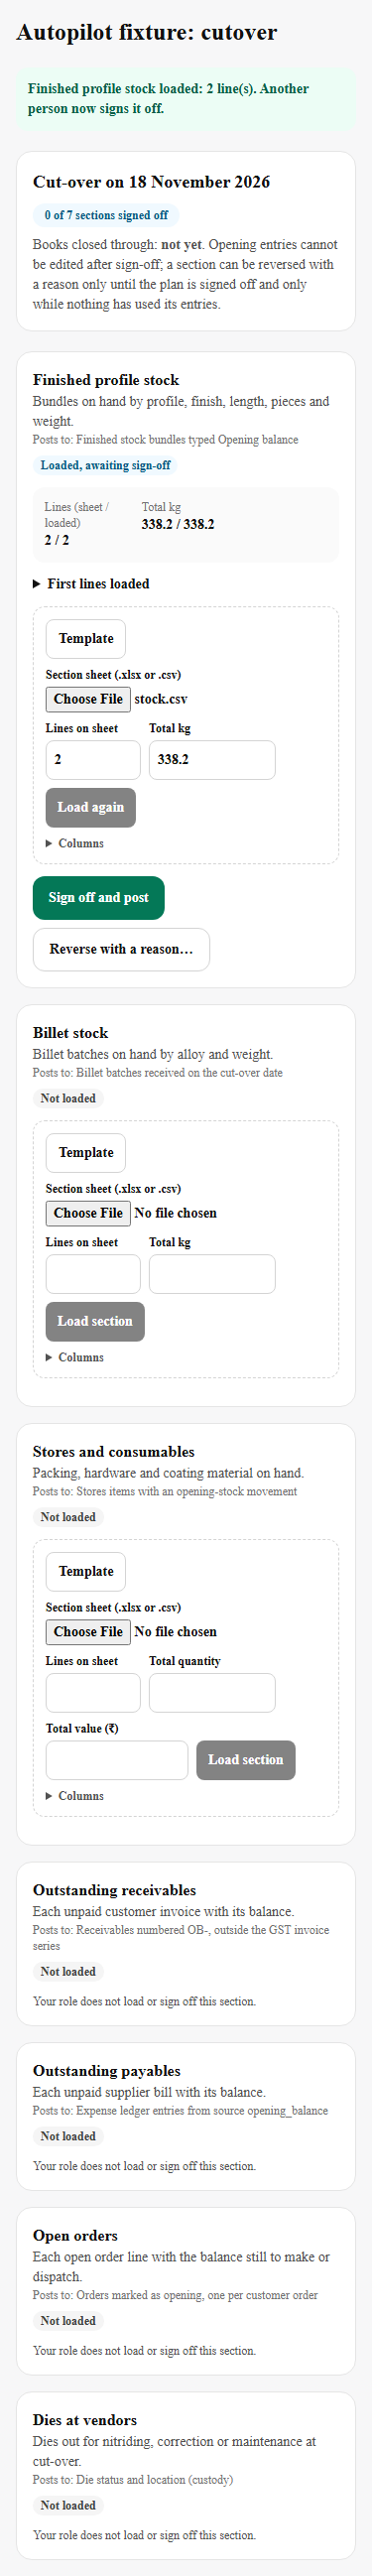 Autopilot fixture: cutover
Finished profile stock loaded: 2 line(s). Another
person now signs it off.
Cut-over on 18 November 2026
0 of 7 sections signed off
Books closed through: not yet. Opening entries cannot
be edited after sign-off; a section can be reversed with
a reason only until the plan is signed off and only
while nothing has used its entries.
Finished profile stock
Bundles on hand by profile, finish, length, pieces and
weight.
Posts to: Finished stock bundles typed Opening balance
Loaded, awaiting sign-off
Lines (sheet /
loaded)
2 / 2
Total kg
338.2 / 338.2
First lines loaded
Template
Section sheet (.xlsx or .csv)
Choose File stock.csv
Lines on sheet Total kg
2 338.2
Load again
Columns
Sign off and post
Reverse with a reason...
Billet stock
Billet batches on hand by alloy and weight.
Posts to: Billet batches received on the cut-over date
Not loaded
Template
Section sheet (.xlsx or .csv)
Choose File No file chosen
Lines on sheet Total kg
Load section
Columns
Stores and consumables
Packing, hardware and coating material on hand.
Posts to: Stores items with an opening-stock movement
Not loaded
Template
Section sheet (.xlsx or .csv)
Choose File No file chosen
Lines on sheet Total quantity
Total value (₹)
Load section
Columns
Outstanding receivables
Each unpaid customer invoice with its balance.
Posts to: Receivables numbered OB-, outside the GST invoice
series
Not loaded
Your role does not load or sign off this section.
Outstanding payables
Each unpaid supplier bill with its balance.
Posts to: Expense ledger entries from source opening_balance
Not loaded
Your role does not load or sign off this section.
Open orders
Each open order line with the balance still to make or
dispatch.
Posts to: Orders marked as opening, one per customer order
Not loaded
Your role does not load or sign off this section.
Dies at vendors
Dies out for nitriding, correction or maintenance at
cut-over.
Posts to: Die status and location (custody)
Not loaded
Your role does not load or sign off this section.